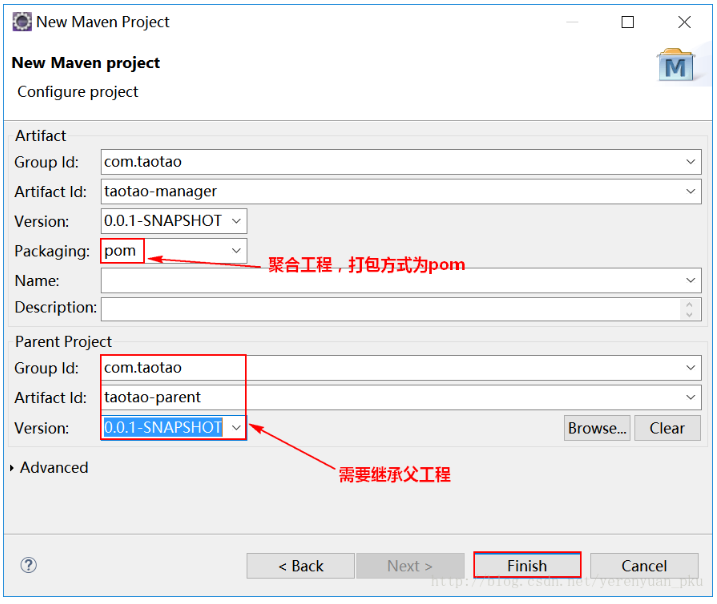 New Maven Project
New Maven project
Configure project
M
Artifact
Group Id: com.taotao
Artifact Id: taotao-manager
Version: 0.0.1-SNAPSHOT
Packaging: pom
聚合工程，打包方式为pom
Name:
Description:
Parent Project
Group Id: com.taotao
Artifact Id: taotao-parent
Version: 0.0.1-SNAPSHOT Browse... Clear
Advanced
需要继承父工程
? < Back Next > Finish Cancel
http://blog.csdn.net/yerenyuan_pku